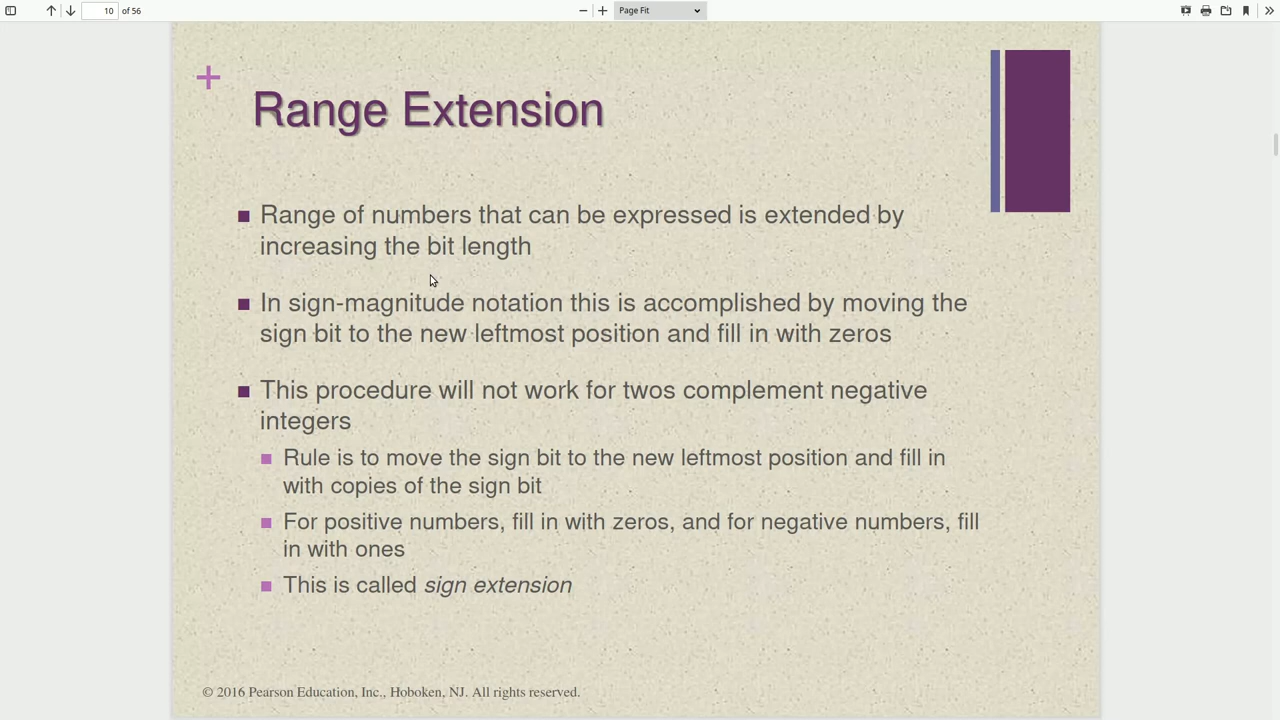 10 of 56
Page Fit
+
Range Extension
■ Range of numbers that can be expressed is extended by
increasing the bit length
■ In sign-magnitude notation this is accomplished by moving the
sign bit to the new leftmost position and fill in with zeros
■ This procedure will not work for twos complement negative
integers
■ Rule is to move the sign bit to the new leftmost position and fill in
with copies of the sign bit
■ For positive numbers, fill in with zeros, and for negative numbers, fill
in with ones
■ This is called sign extension
© 2016 Pearson Education, Inc., Hoboken, NJ. All rights reserved.